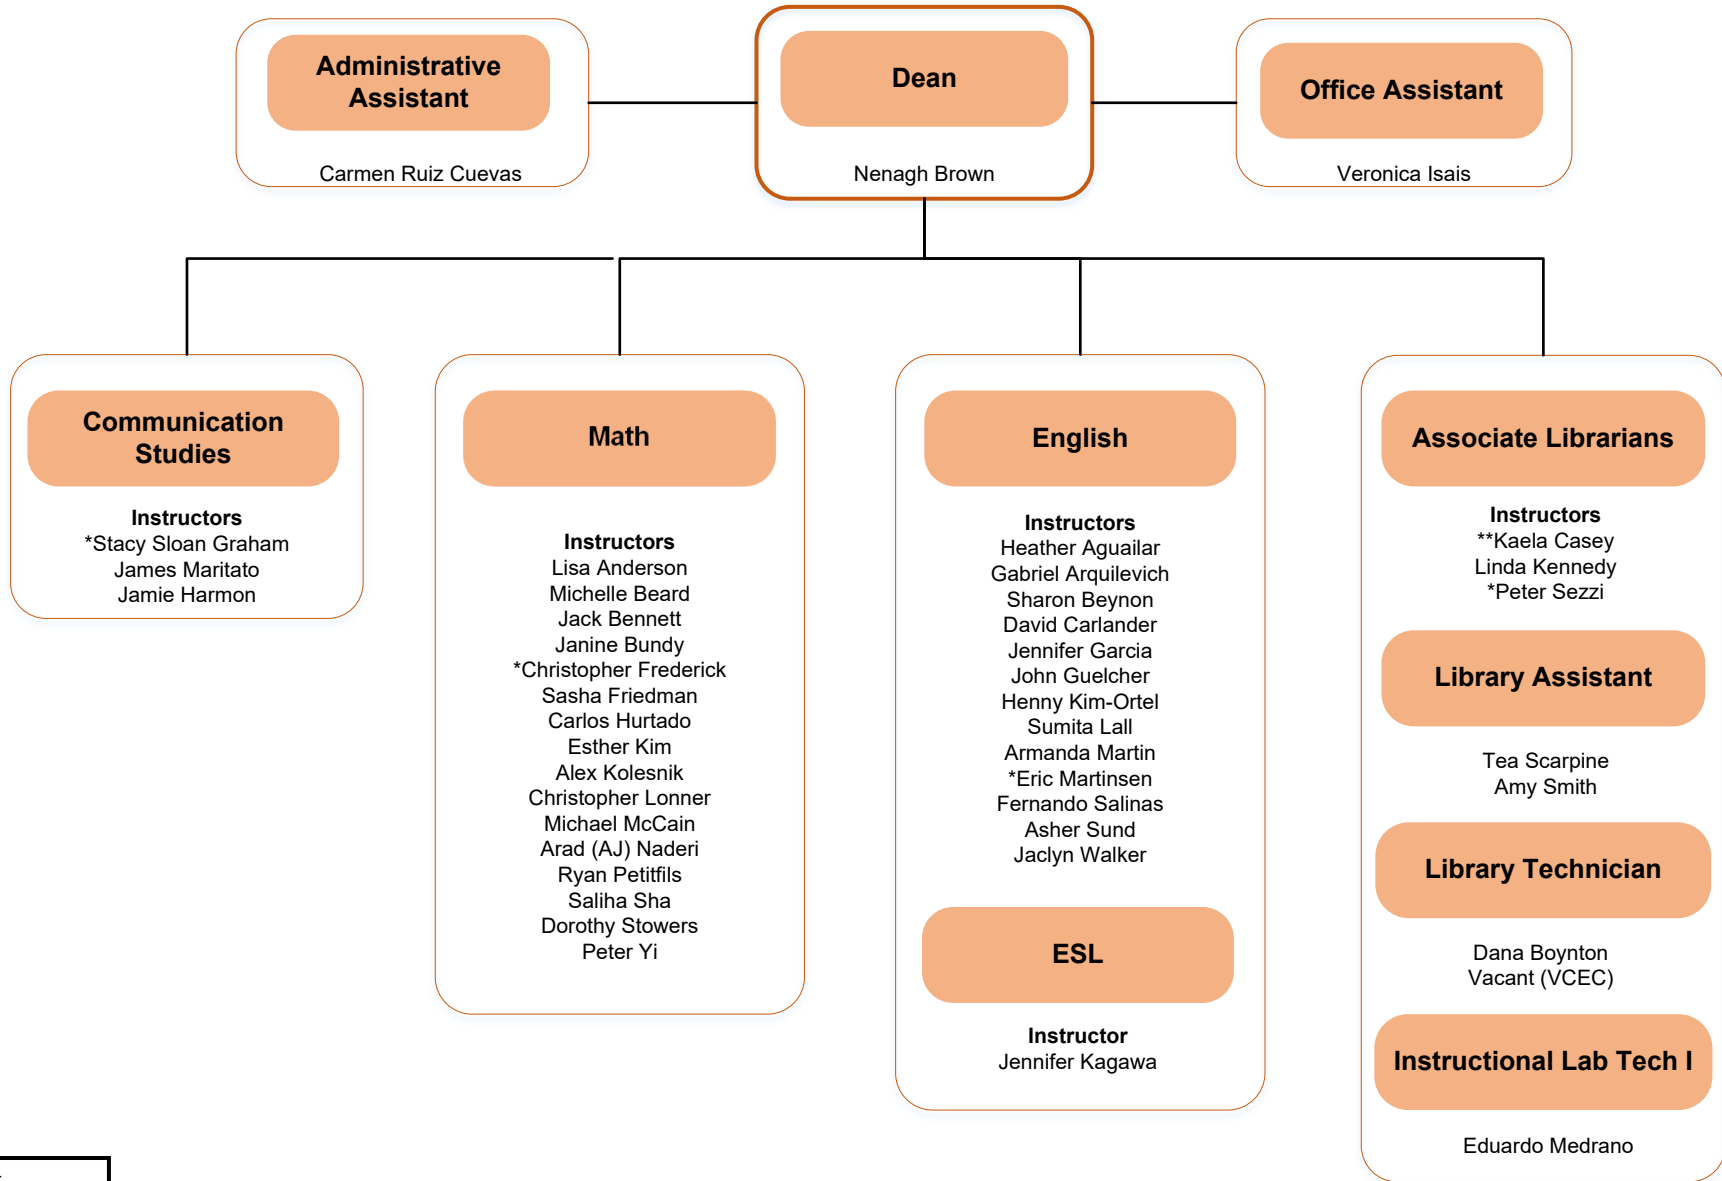 Administrative
Assistant
Carmen Ruiz Cuevas
Dean
Nenagh Brown
Office Assistant
Veronica Isais
Communication
Studies
Instructors
*Stacy Sloan Graham
James Maritato
Jamie Harmon
Math
Instructors
Lisa Anderson
Michelle Beard
Jack Bennett
Janine Bundy
*Christopher Frederick
Sasha Friedman
Carlos Hurtado
Esther Kim
Alex Kolesnik
Christopher Lonner
Michael McCain
Arad (AJ) Naderi
Ryan Petitfils
Saliha Sha
Dorothy Stowers
Peter Yi
English
Instructors
Heather Aguailar
Gabriel Arquilevich
Sharon Beynon
David Carlander
Jennifer Garcia
John Guelcher
Henny Kim-Ortel
Sumita Lall
Armanda Martin
*Eric Martinsen
Fernando Salinas
Asher Sund
Jaclyn Walker
ESL
Instructor
Jennifer Kagawa
Associate Librarians
Instructors
**Kaela Casey
Linda Kennedy
*Peter Sezzi
Library Assistant
Tea Scarpine
Amy Smith
Library Technician
Dana Boynton
Vacant (VCEC)
Instructional Lab Tech I
Eduardo Medrano